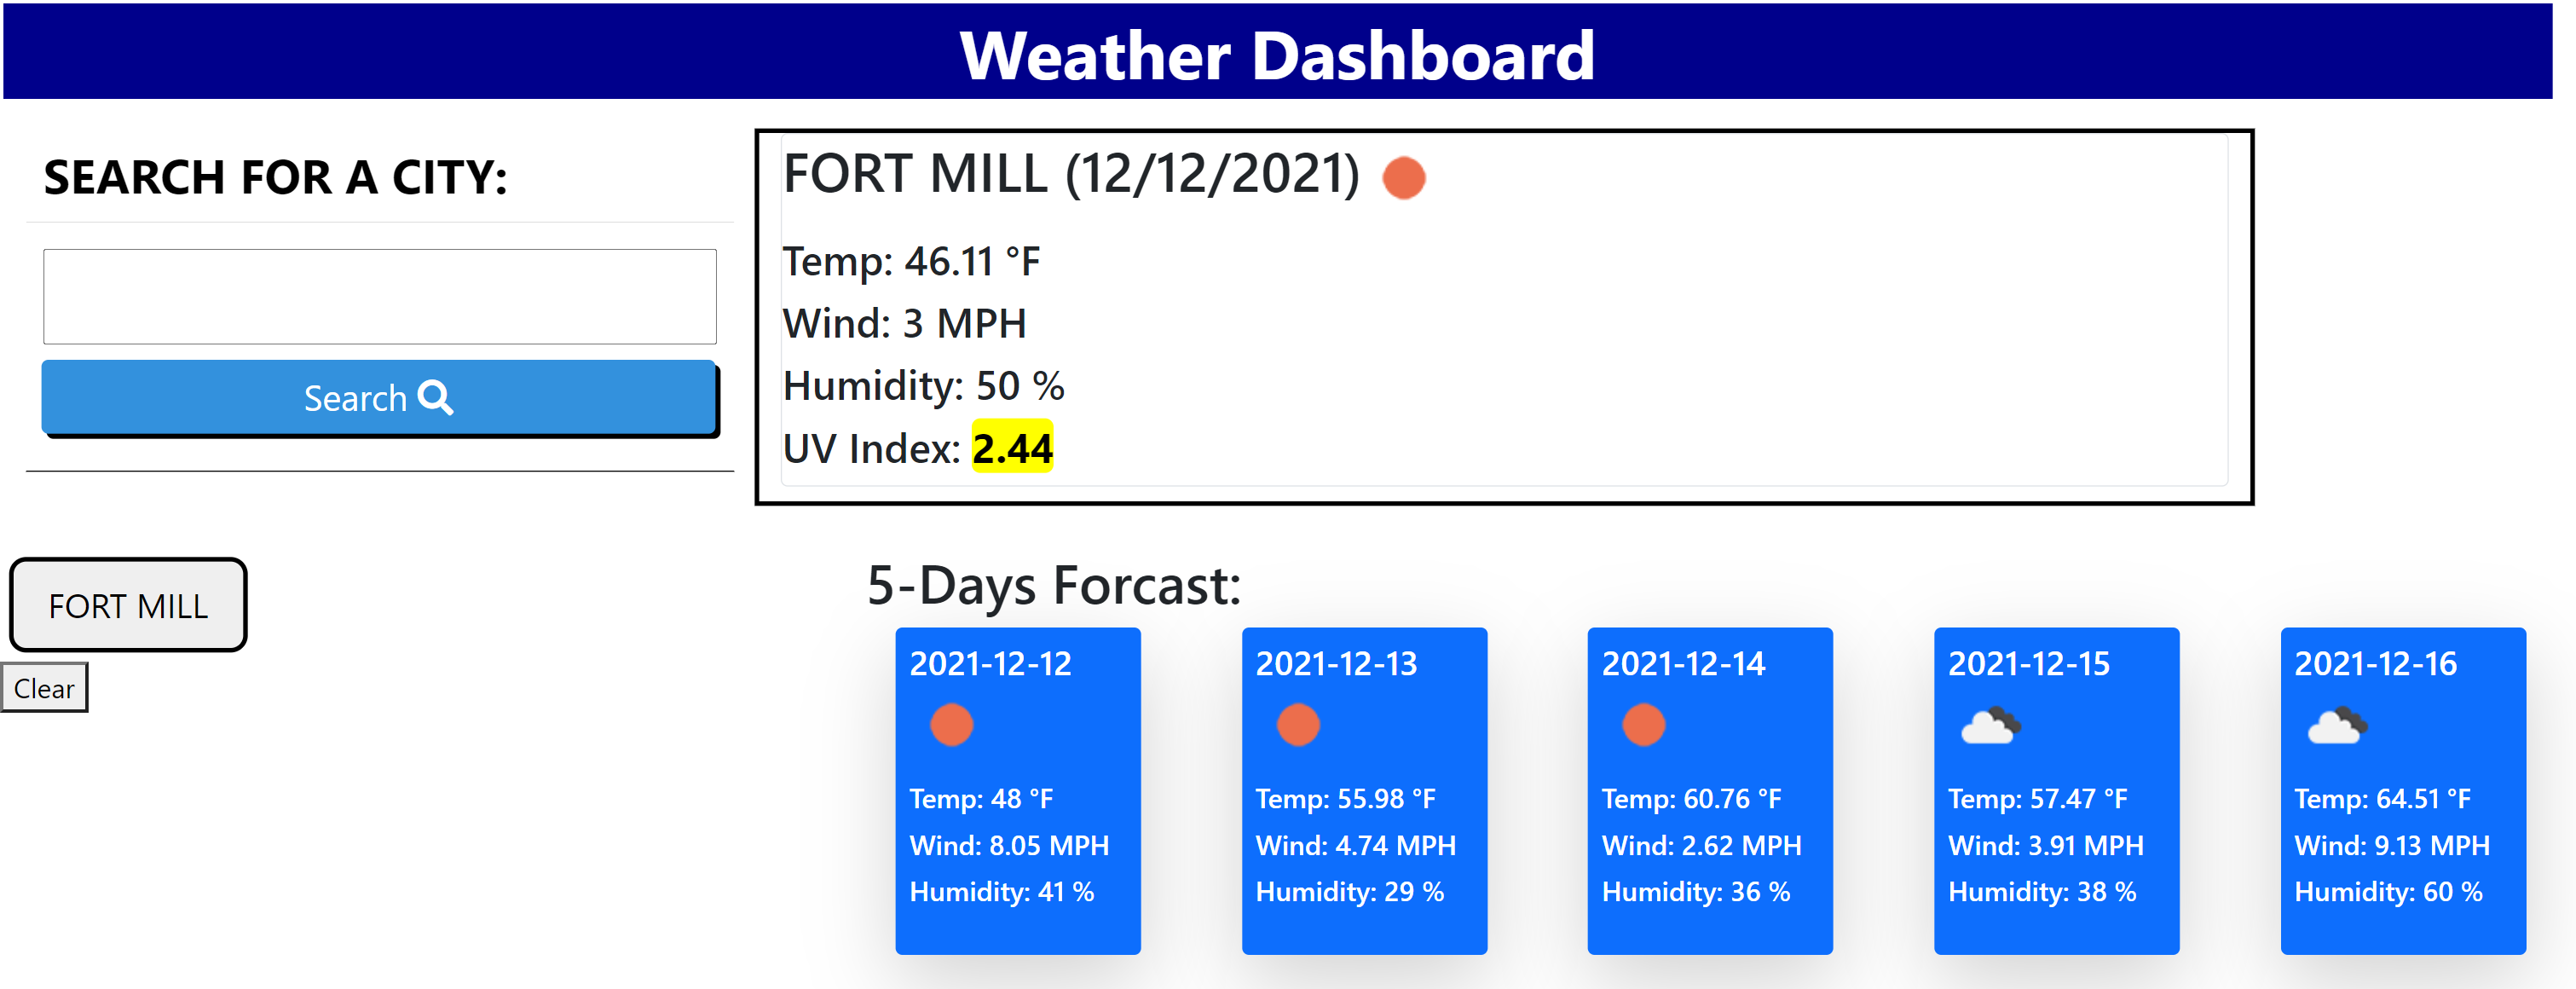 Weather Dashboard
SEARCH FOR A CITY:
Search
FORT MILL
Clear
FORT MILL (12/12/2021)
Temp: 46.11 °F
Wind: 3 MPH
Humidity: 50 %
UV Index: 2.44
5-Days Forcast:
2021-12-12
Temp: 48 °F
Wind: 8.05 MPH
Humidity: 41 %
2021-12-13
Temp: 55.98 °F
Wind: 4.74 MPH
Humidity: 29 %
2021-12-14
Temp: 60.76 °F
Wind: 2.62 MPH
Humidity: 36 %
2021-12-15
Temp: 57.47 °F
Wind: 3.91 MPH
Humidity: 38 %
2021-12-16
Temp: 64.51 °F
Wind: 9.13 MPH
Humidity: 60 %